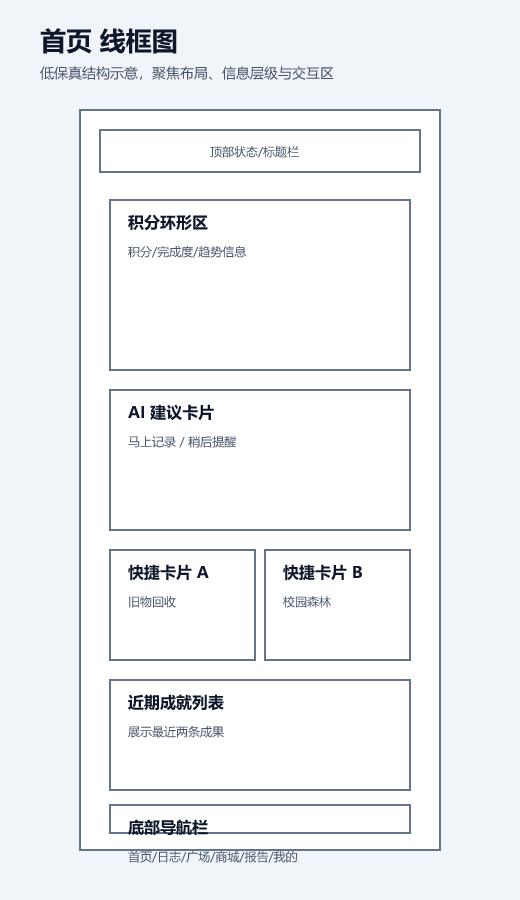 首页 线框图
低保真结构示意，聚焦布局、信息层级与交互区
顶部状态/标题栏
积分环形区
积分/完成度/趋势信息
AI 建议卡片
马上记录 / 稍后提醒
快捷卡片 A
旧物回收
快捷卡片 B
校园森林
近期成就列表
展示最近两条成果
底部导航栏
首页/日志/广场/商城/报告/我的